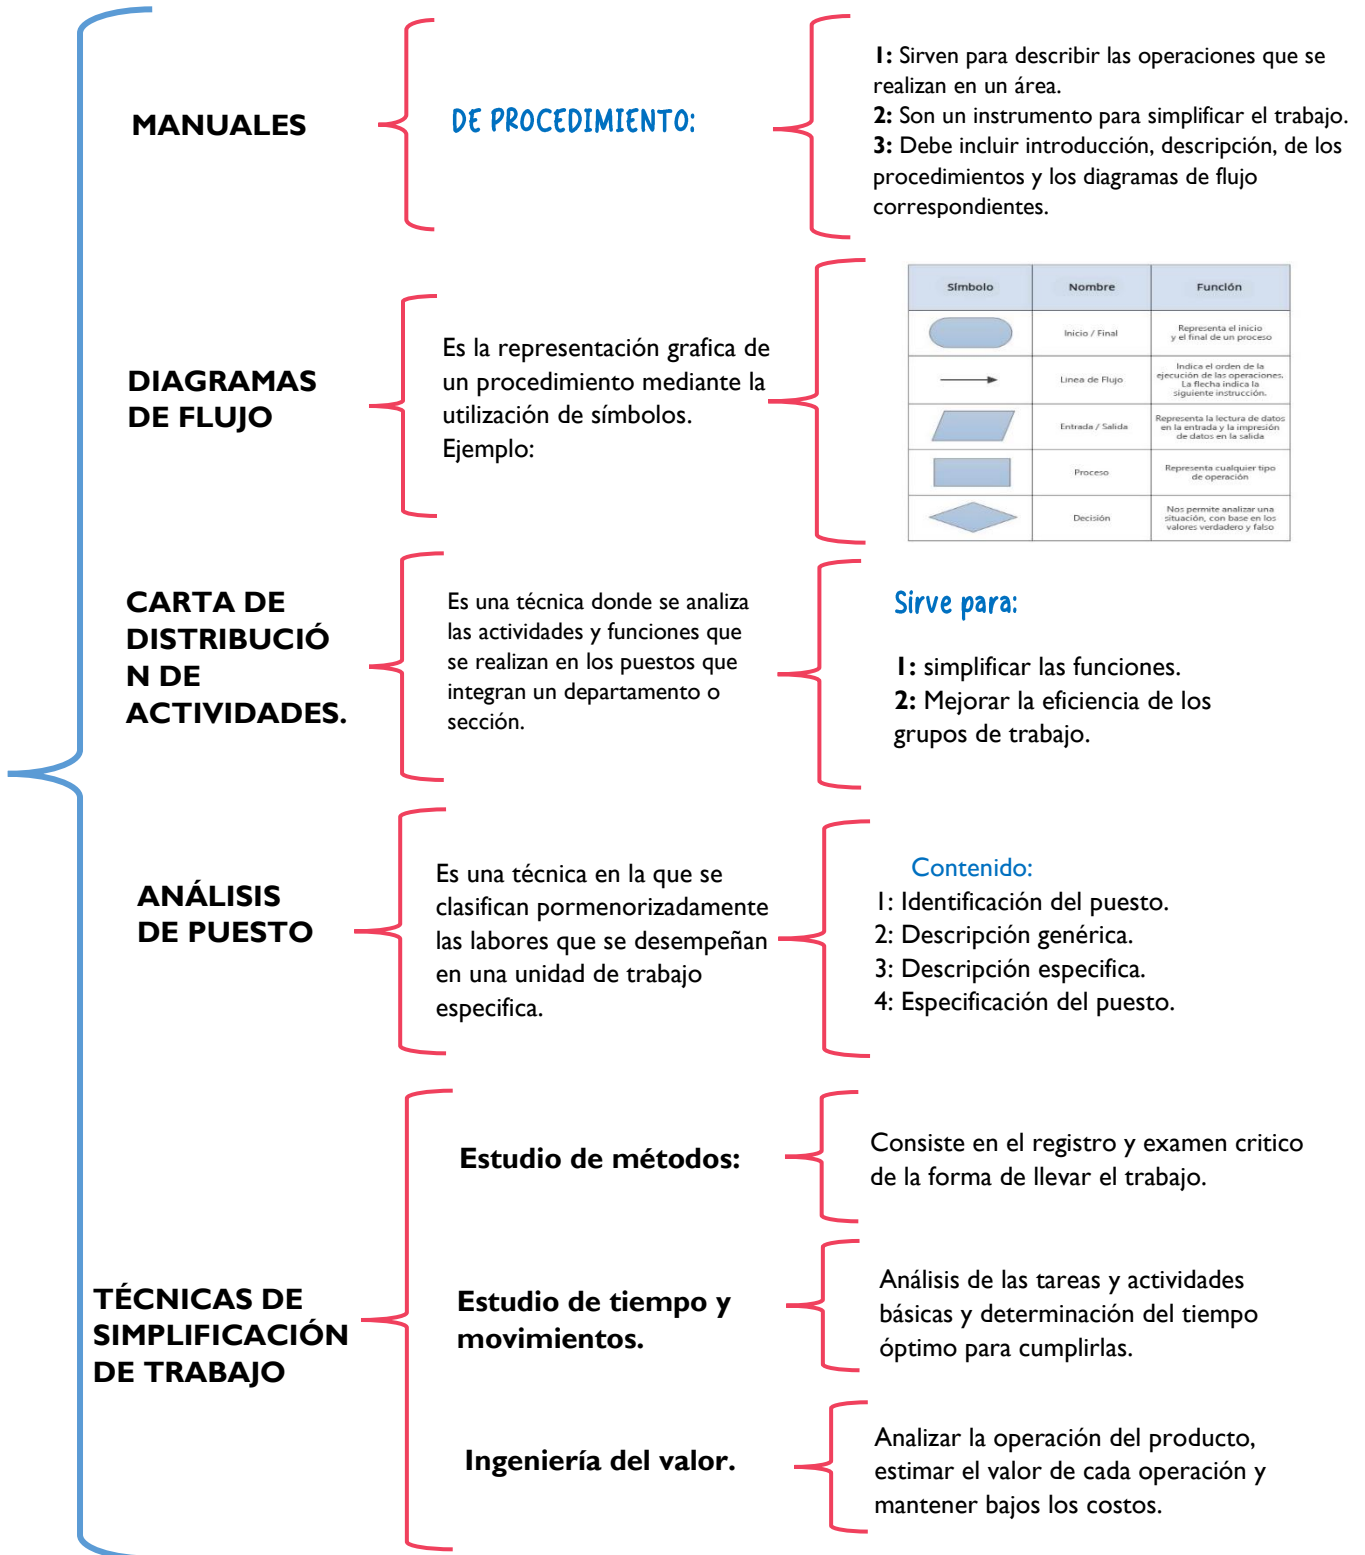 MANUALES
DE PROCEDIMIENTO:
1: Sirven para describir las operaciones que se
realizan en un área.
2: Son un instrumento para simplificar el trabajo.
3: Debe incluir introducción, descripción, de los
procedimientos y los diagramas de flujo
correspondientes.
DIAGRAMAS
DE FLUJO
Es la representación grafica de
un procedimiento mediante la
utilización de símbolos.
Ejemplo:
Símbolo
Nombre
Función
Inicio / Final
Representa el inicio
y el final de un proceso
Linea de Flujo
Indica el orden de la
ejecución de las operaciones.
La flecha indica la
siguiente instrucción.
Entrada / Salida
Representa la lectura de datos
en la entrada y la impresión
de datos en la salida
Proceso
Representa cualquier tipo
de operación
Decisión
Nos permite analizar una
situación, con base en los
valores verdadero y falso
CARTA DE
DISTRIBUCIÓ
N DE
ACTIVIDADES.
Es una técnica donde se analiza
las actividades y funciones que
se realizan en los puestos que
integran un departamento o
sección.
Sirve para:
1: simplificar las funciones.
2: Mejorar la eficiencia de los
grupos de trabajo.
ANÁLISIS
DE PUESTO
Es una técnica en la que se
clasifican pormenorizadamente
las labores que se desempeñan
en una unidad de trabajo
especifica.
Contenido:
1: Identificación del puesto.
2: Descripción genérica.
3: Descripción especifica.
4: Especificación del puesto.
TÉCNICAS DE
SIMPLIFICACIÓN
DE TRABAJO
Estudio de métodos:
Consiste en el registro y examen critico
de la forma de llevar el trabajo.
Estudio de tiempo y
movimientos.
Análisis de las tareas y actividades
básicas y determinación del tiempo
óptimo para cumplirlas.
Ingeniería del valor.
Analizar la operación del producto,
estimar el valor de cada operación y
mantener bajos los costos.